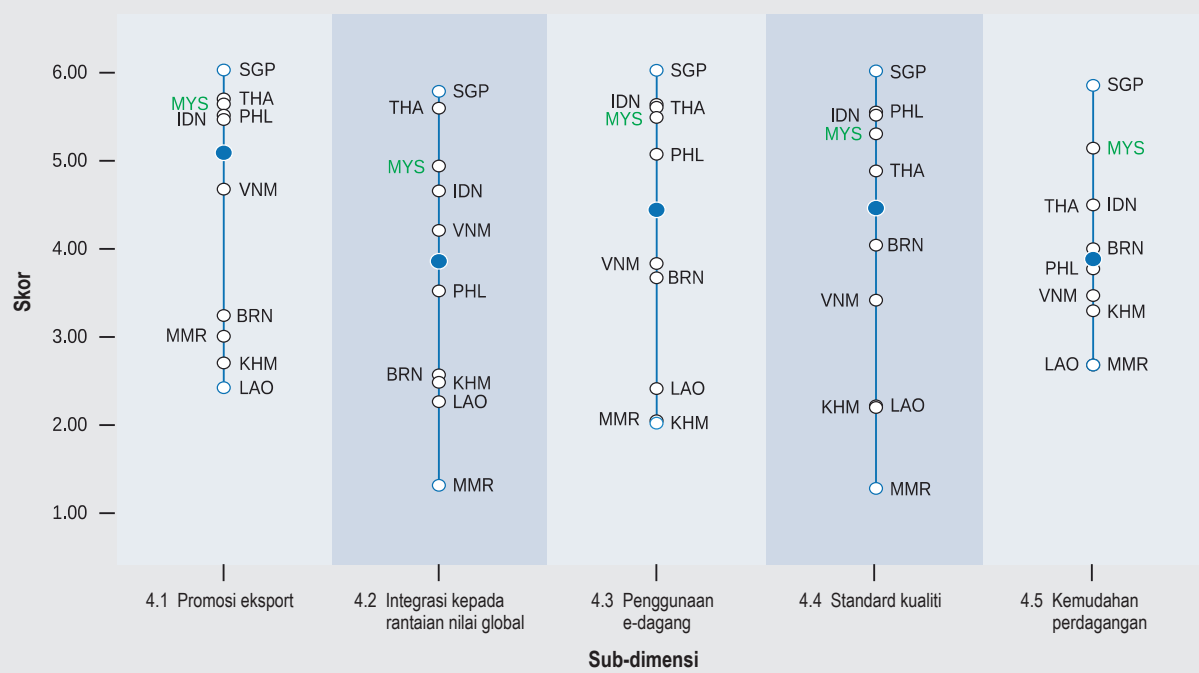 Skor
6.00
5.00
4.00
3.00
2.00
1.00
SGP
THA
MYS
PHL
IDN
VNM
BRN
MMR
KHM
LAO
4.1 Promosi eksport
SGP
THA
MYS
IDN
VNM
PHL
BRN
KHM
LAO
MMR
4.2 Integrasi kepada
rantaian nilai global
SGP
IDN
THA
MYS
PHL
VNM
BRN
LAO
MMR
KHM
4.3 Penggunaan
e-dagang
SGP
PHL
IDN
MYS
THA
BRN
VNM
KHM
LAO
MMR
4.4 Standard kualiti
SGP
MYS
THA
IDN
BRN
PHL
VNM
KHM
LAO
MMR
4.5 Kemudahan
perdagangan
Sub-dimensi